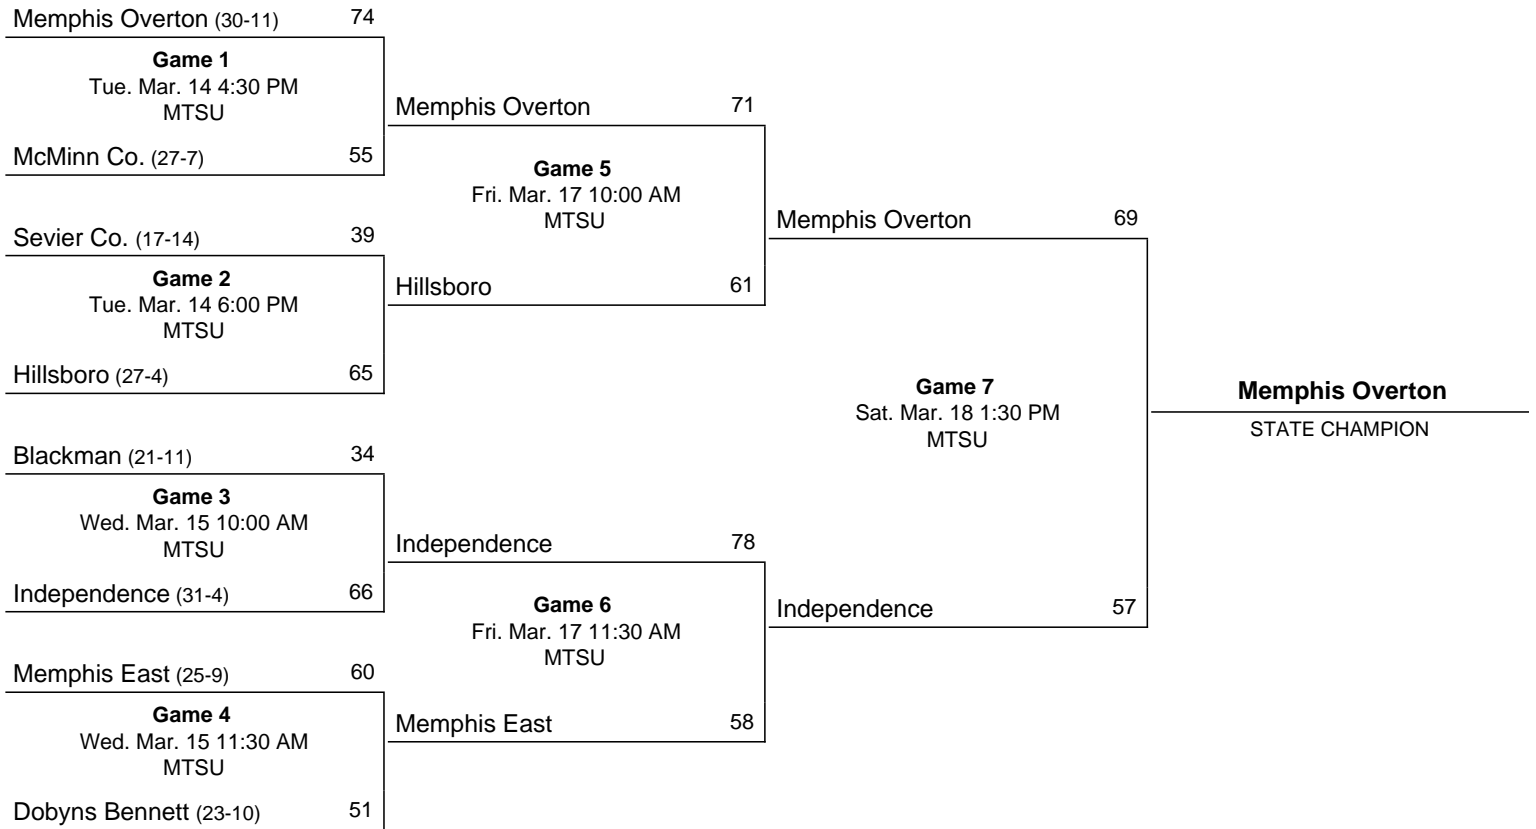 Memphis Overton (30-11) 74
Game 1
Tue. Mar. 14 4:30 PM
MTSU
McMinn Co. (27-7) 55
Sevier Co. (17-14) 39
Game 2
Tue. Mar. 14 6:00 PM
MTSU
Hillsboro (27-4) 65
Blackman (21-11) 34
Game 3
Wed. Mar. 15 10:00 AM
MTSU
Independence (31-4) 66
Memphis East (25-9) 60
Game 4
Wed. Mar. 15 11:30 AM
MTSU
Dobyns Bennett (23-10) 51
Memphis Overton 71
Game 5
Fri. Mar. 17 10:00 AM
MTSU
Hillsboro 61
Independence 78
Game 6
Fri. Mar. 17 11:30 AM
MTSU
Memphis East 58
Memphis Overton 69
Game 7
Sat. Mar. 18 1:30 PM
MTSU
Independence 57
Memphis Overton
STATE CHAMPION